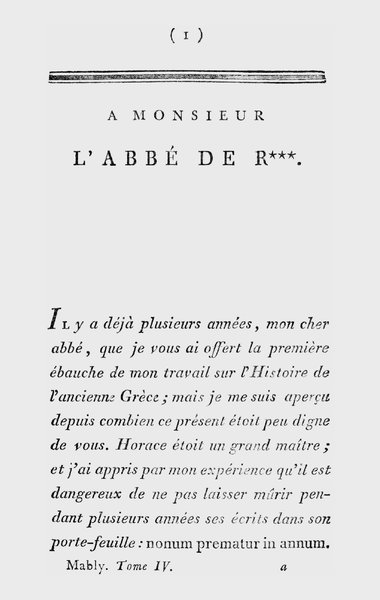 ( 1 )
A MONSIEUR
L'ABBÉ DE R***.
IL y a déjà plusieurs années, mon cher
abbé, que je vous ai offert la première
ébauche de mon travail sur l'Histoire de
l'ancienne Grèce ; mais je me suis aperçu
depuis combien ce présent étoit peu digne
de vous. Horace étoit un grand maître ;
et j'ai appris par mon expérience qu'il est
dangereux de ne pas laisser mûrir pen-
dant plusieurs années ses écrits dans son
porte-feuille : nonum prematur in annum.
Mably. Tome IV. a